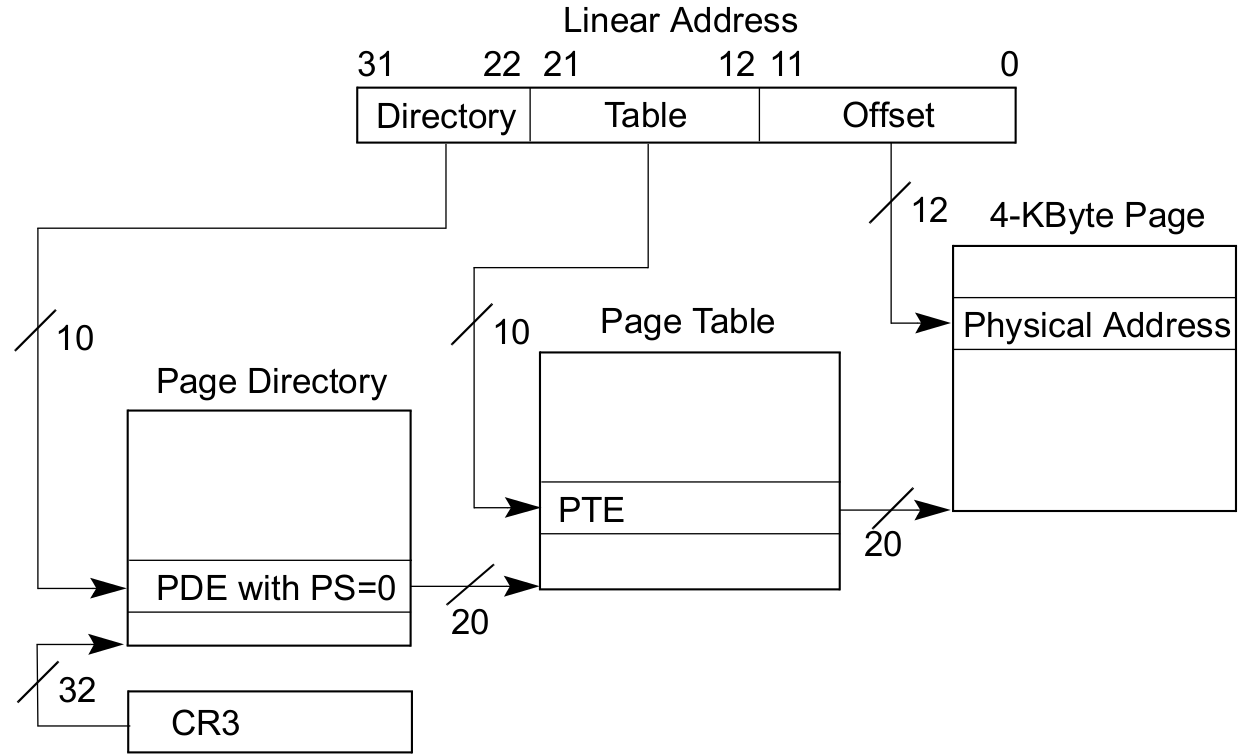 Linear Address
31 22 21 12 11 0
Directory Table Offset
12
4-KByte Page
Physical Address
10
10
Page Table
Page Directory
PTE
20
PDE with PS=0
20
32
CR3